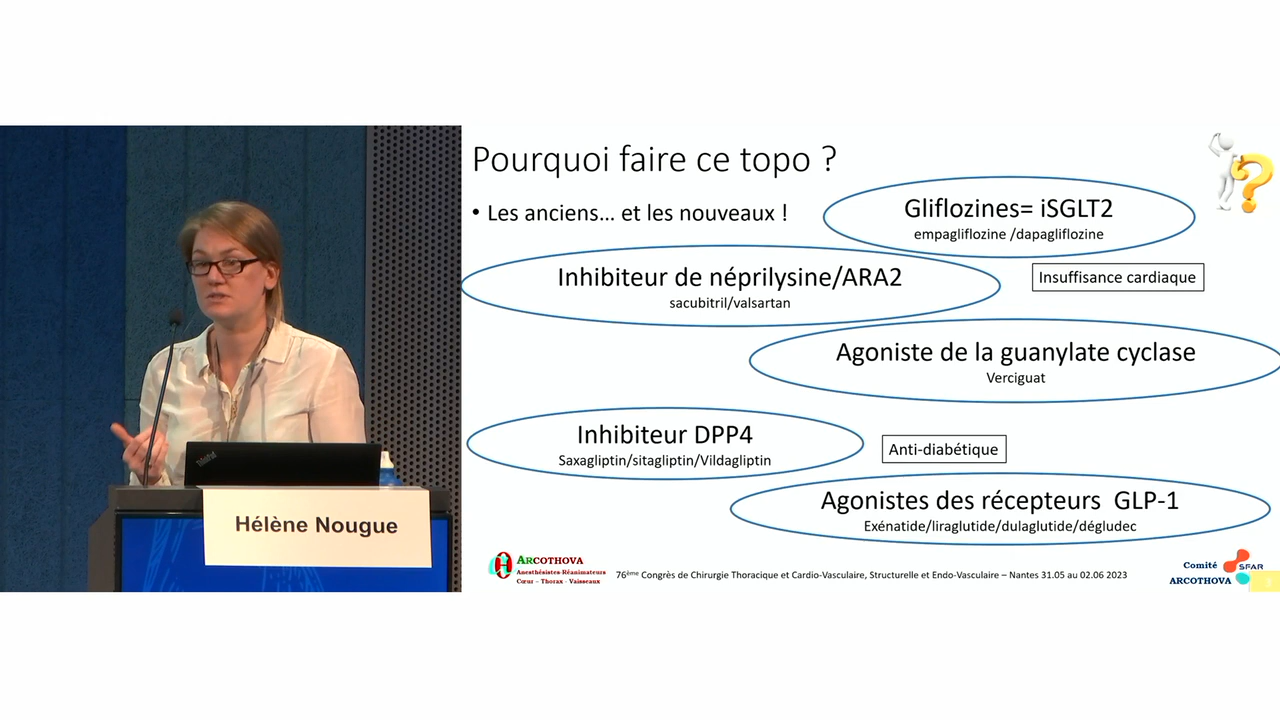 Pourquoi faire ce topo ?
• Les anciens... et les nouveaux !
Gliflozines= iSGLT2
empagliflozine /dapagliflozine
Inhibiteur de néprilysine/ARA2
sacubitril/valsartan
Insuffisance cardiaque
Agoniste de la guanylate cyclase
Verciguat
Inhibiteur DPP4
Saxagliptin/sitagliptin/Vildagliptin
Anti-diabétique
Agonistes des récepteurs GLP-1
Exénatide/liraglutide/dulaglutide/dégludec
ThinkPad
Hélène Nougue
ARCOTHOVA
Anesthésistes-Réanimateurs
Cœur - Thorax - Vaisseaux
76ème Congrès de Chirurgie Thoracique et Cardio-Vasculaire, Structurelle et Endo-Vasculaire – Nantes 31.05 au 02.06 2023
Comité
SFAR
ARCOTHOVA